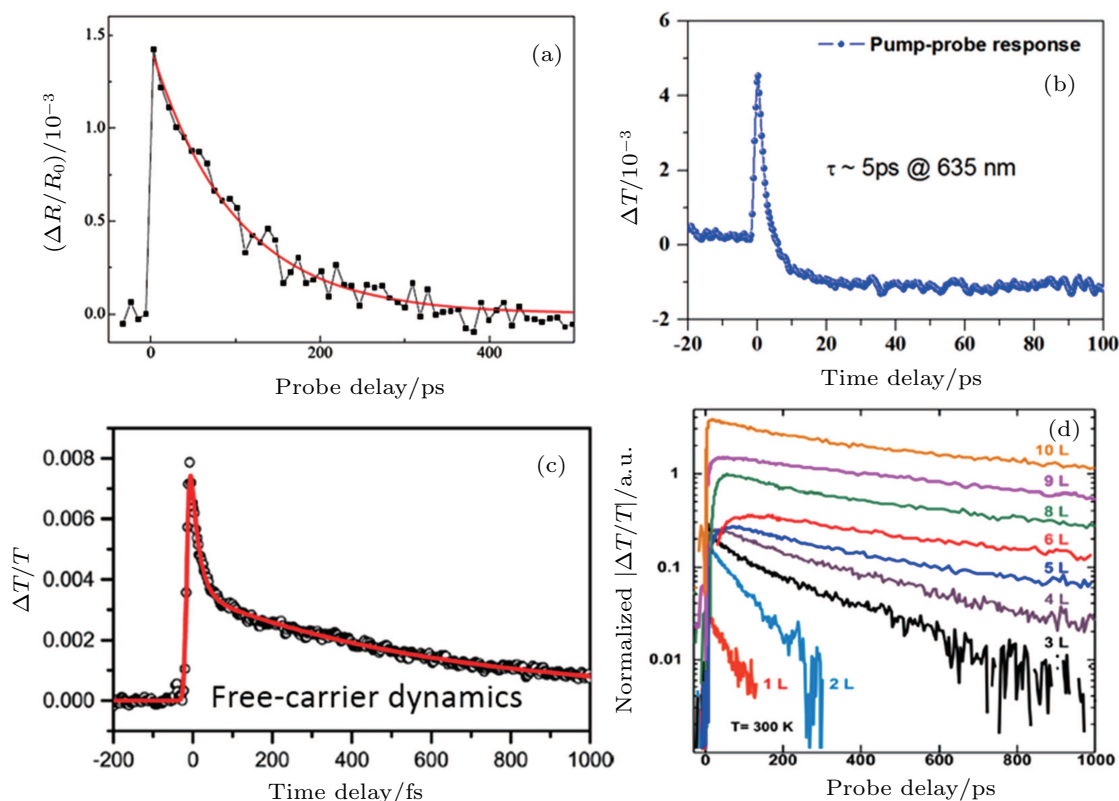 (a)
1.5
1.0
0.5
0.0
(ΔR/R0)/10−3
0
200
400
Probe delay/ps
Pump-probe response
(b)
6
4
2
0
-2
ΔT/10−3
τ ~ 5ps @ 635 nm
-20
0
20
40
60
80
100
Time delay/ps
(c)
0.008
0.006
0.004
0.002
0.000
ΔT/T
Free-carrier dynamics
-200
0
200
400
600
800
1000
Time delay/fs
(d)
1
0.1
0.01
Normalized |ΔT/T|/a.u.
10 L
9 L
8 L
6 L
5 L
4 L
3 L
1 L
2 L
T= 300 K
0
200
400
600
800
1000
Probe delay/ps